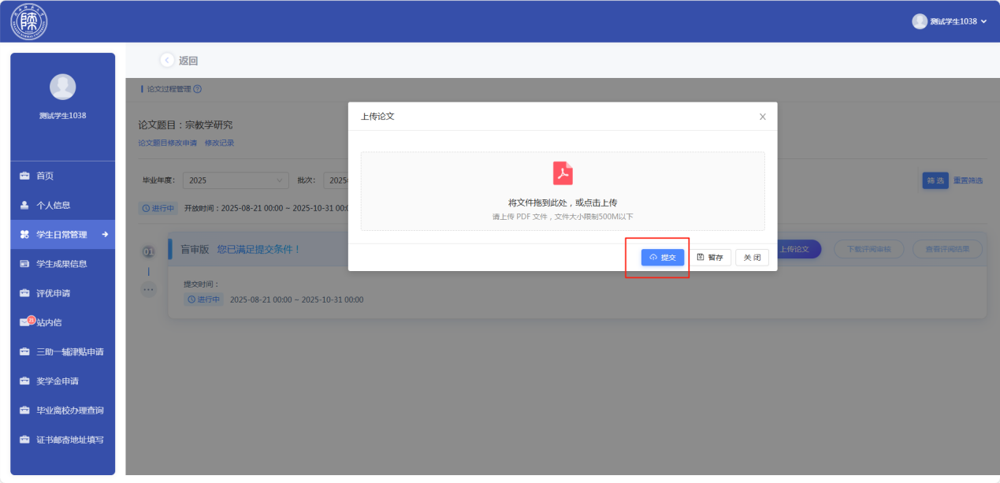 测试学生1038
测试学生1038
首页
个人信息
学生日常管理
学生成果信息
评优申请
站内信
三助一辅津贴申请
奖学金申请
毕业离校办理查询
证书邮寄地址填写
返回
论文过程管理
论文题目：宗教学研究
论文题目修改申请 修改记录
毕业年度： 2025 批次： 2025
筛 选 重置筛选
进行中 开放时间：2025-08-21 00:00 ~ 2025-10-31 00:0
01 盲审版 您已满足提交条件！
上传论文 下载评阅审核 查看评阅结果
提交时间：
进行中 2025-08-21 00:00 ~ 2025-10-31 00:00
上传论文
将文件拖到此处，或点击上传
请上传 PDF 文件，文件大小限制500M以下
提交 暂存 关 闭